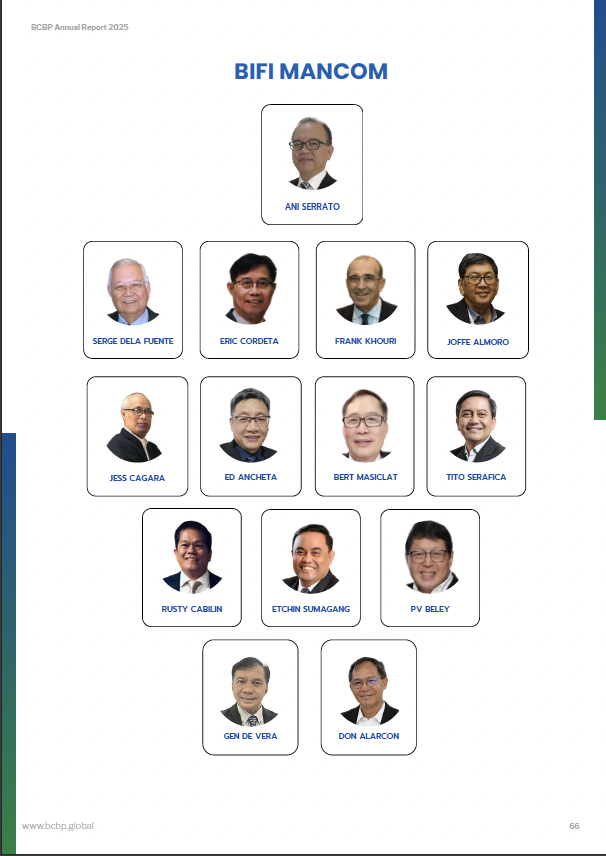 BCBP Annual Report 2025
BIFI MANCOM
ANI SERRATO
SERGE DELA FUENTE
ERIC CORDETA
FRANK KHOURI
JOFFE ALMORO
JESS CAGARA
ED ANCHETA
BERT MASICLAT
TITO SERAFICA
RUSTY CABILIN
ETCHIN SUMAGANG
PV BELEY
GEN DE VERA
DON ALARCON
www.bcbp.global
66